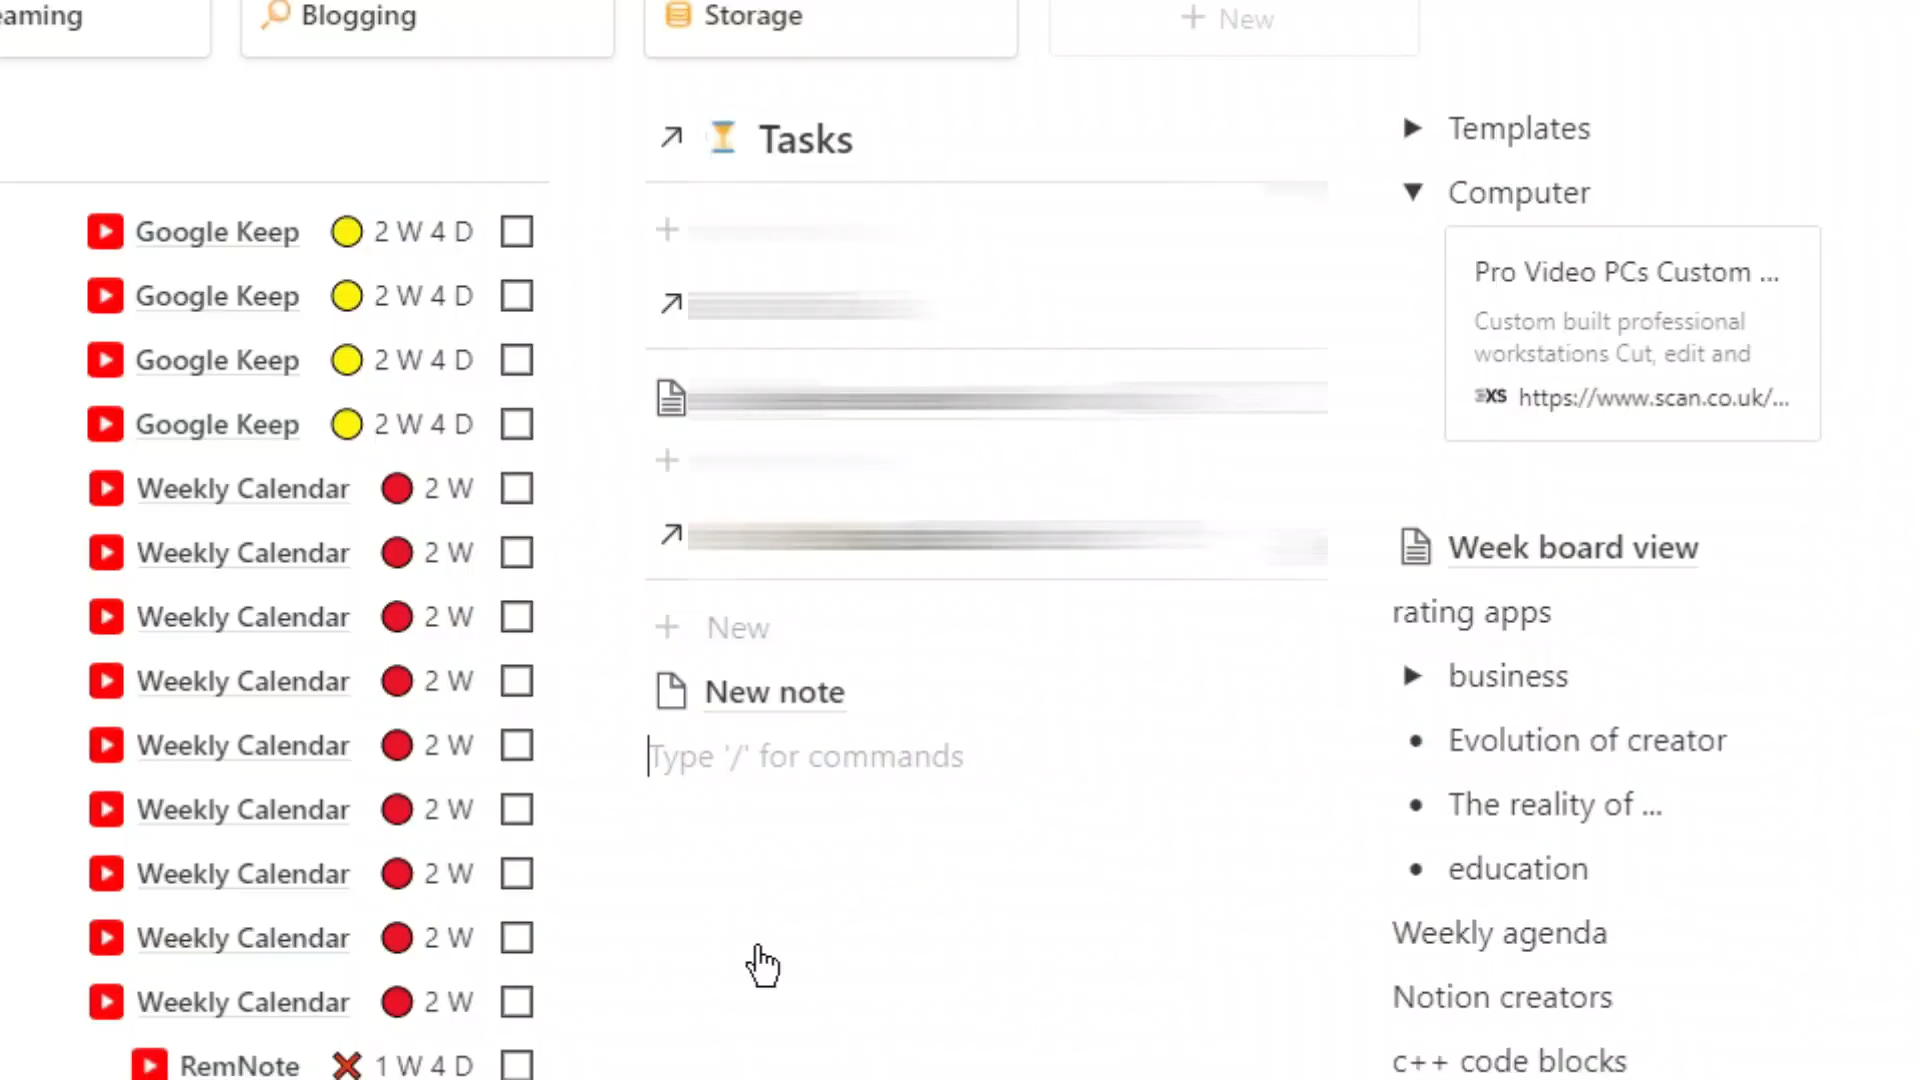 eaming
Blogging
Storage
+ New
Google Keep 2 W 4 D
Google Keep 2 W 4 D
Google Keep 2 W 4 D
Google Keep 2 W 4 D
Weekly Calendar 2 W
Weekly Calendar 2 W
Weekly Calendar 2 W
Weekly Calendar 2 W
Weekly Calendar 2 W
Weekly Calendar 2 W
Weekly Calendar 2 W
Weekly Calendar 2 W
Weekly Calendar 2 W
RemNote 1 W 4 D
Tasks
+ New
New note
Type '/' for commands
Templates
Computer
Pro Video PCs Custom ...
Custom built professional
workstations Cut, edit and
XS https://www.scan.co.uk/...
Week board view
rating apps
business
• Evolution of creator
• The reality of ...
• education
Weekly agenda
Notion creators
c++ code blocks